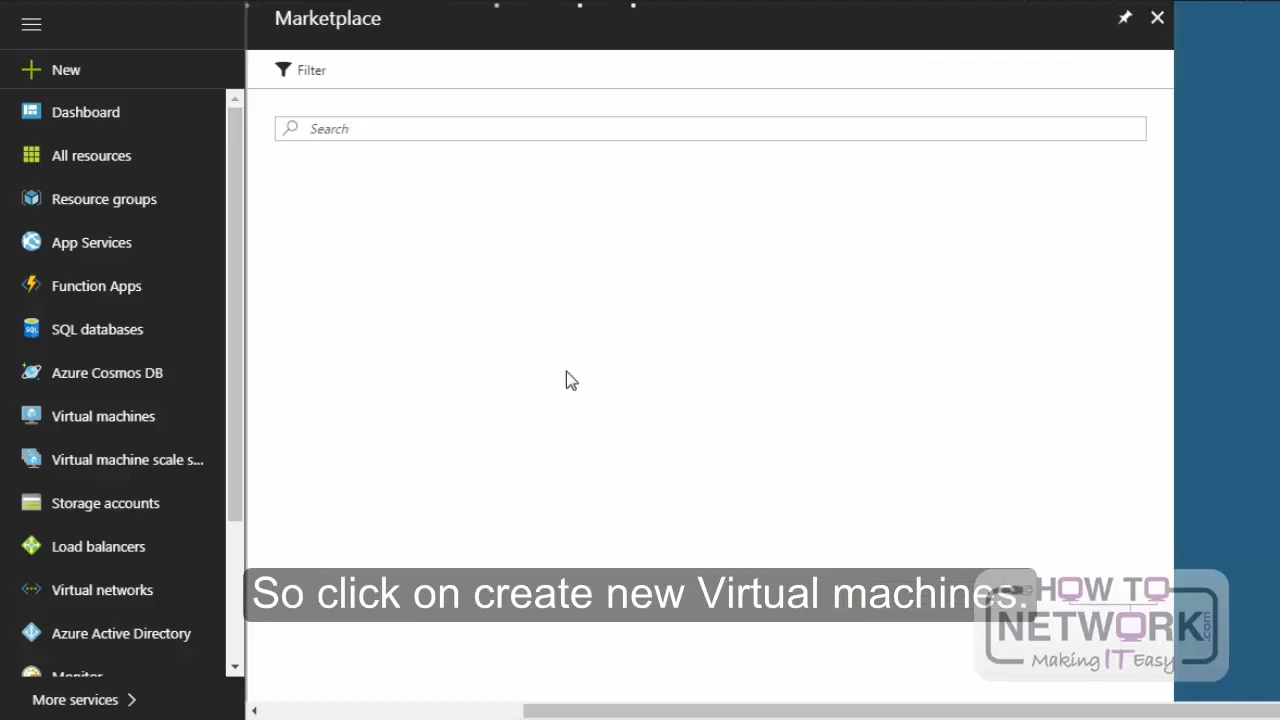 Marketplace
New
Filter
Dashboard
Search
All resources
Resource groups
App Services
Function Apps
SQL databases
Azure Cosmos DB
Virtual machines
Virtual machine scale s...
Storage accounts
Load balancers
Virtual networks
Azure Active Directory
Monitor
More services
So click on create new Virtual machines.
HOW TO
NETWORK.com
Making IT Easy